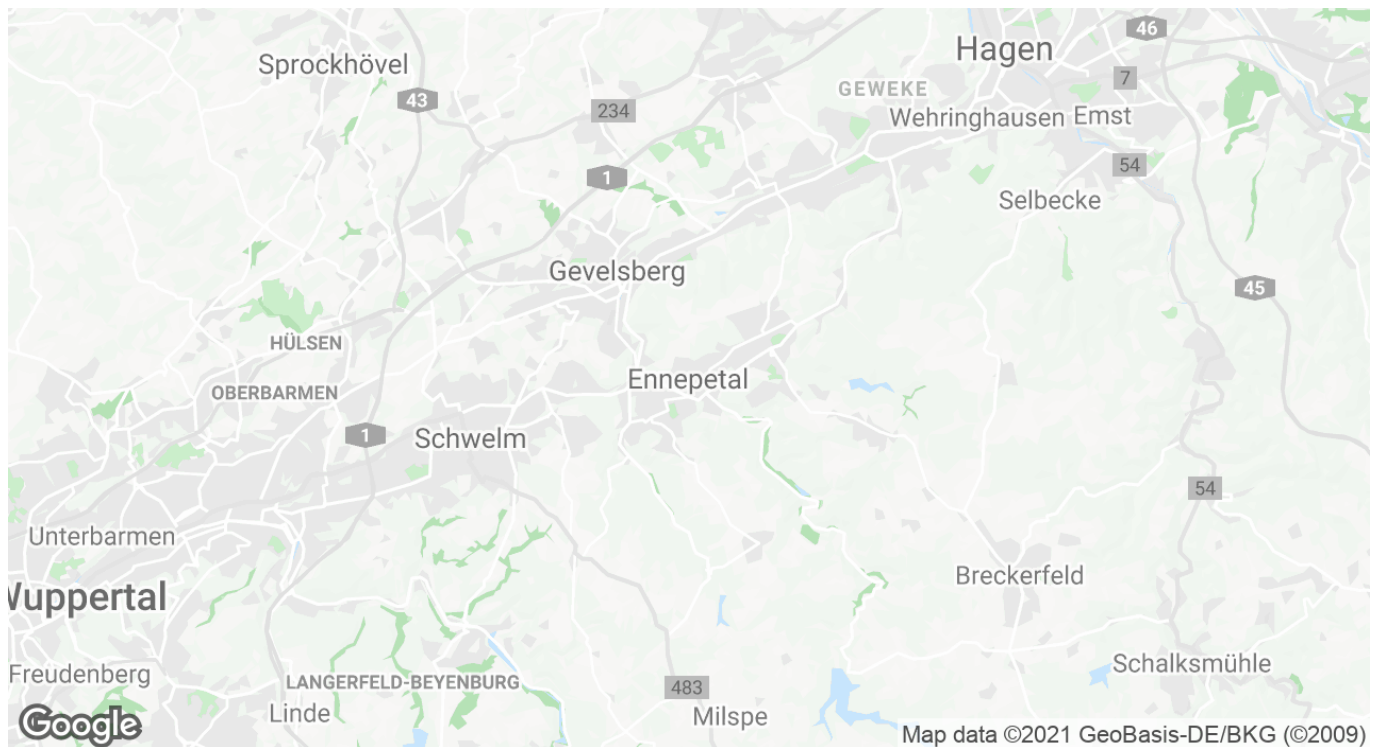 46
Hagen
Sprockhövel
7
GEWEKE
43
234
Wehringhausen Emst
54
1
Selbecke
Gevelsberg
45
HÜLSEN
Ennepetal
OBERBARMEN
1
Schwelm
54
Unterbarmen
Breckerfeld
Wuppertal
Schalksmühle
Freudenberg
LANGERFELD-BEYENBURG
483
Linde
Milspe
Google
Map data ©2021 GeoBasis-DE/BKG (©2009)